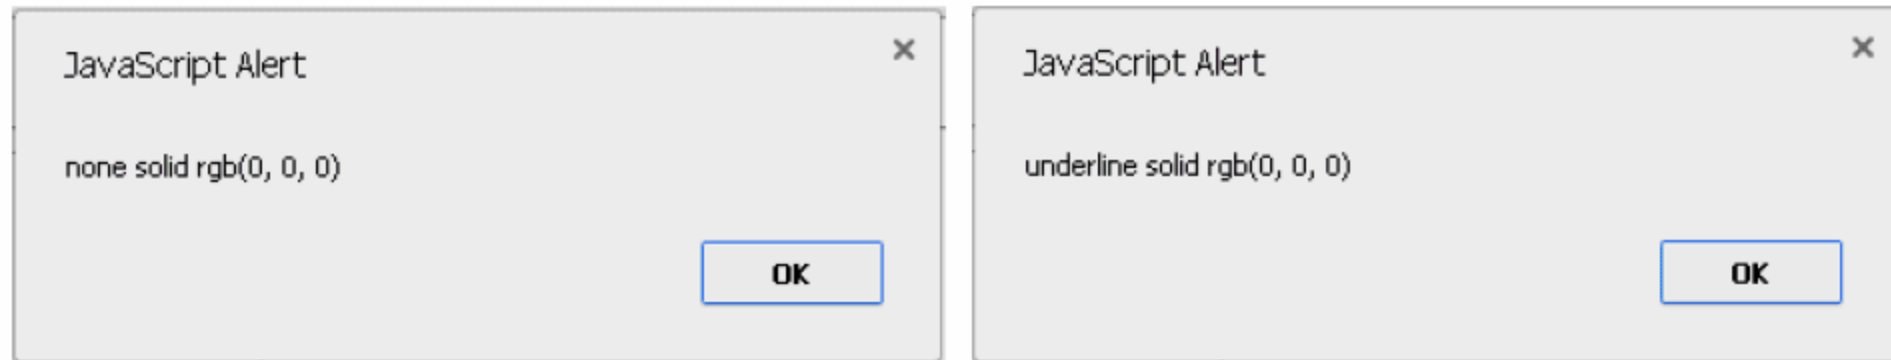 JavaScript Alert
none solid rgb(0, 0, 0)
OK
JavaScript Alert
underline solid rgb(0, 0, 0)
OK